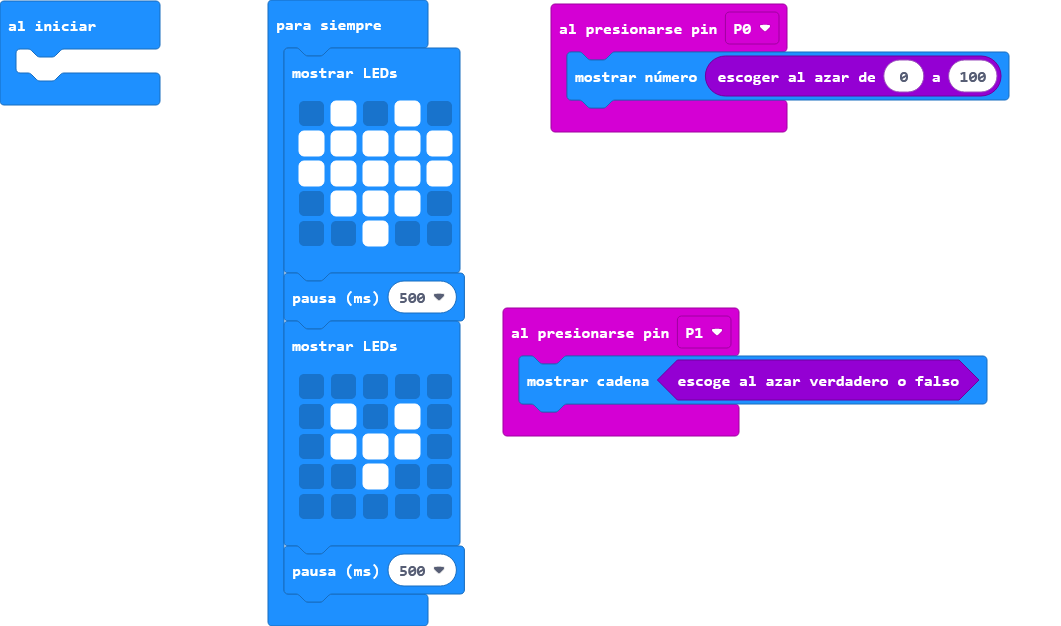 al iniciar
para siempre
mostrar LEDs
pausa (ms) 500
mostrar LEDs
pausa (ms) 500
al presionarse pin P0
mostrar número escoger al azar de 0 a 100
al presionarse pin P1
mostrar cadena escoge al azar verdadero o falso